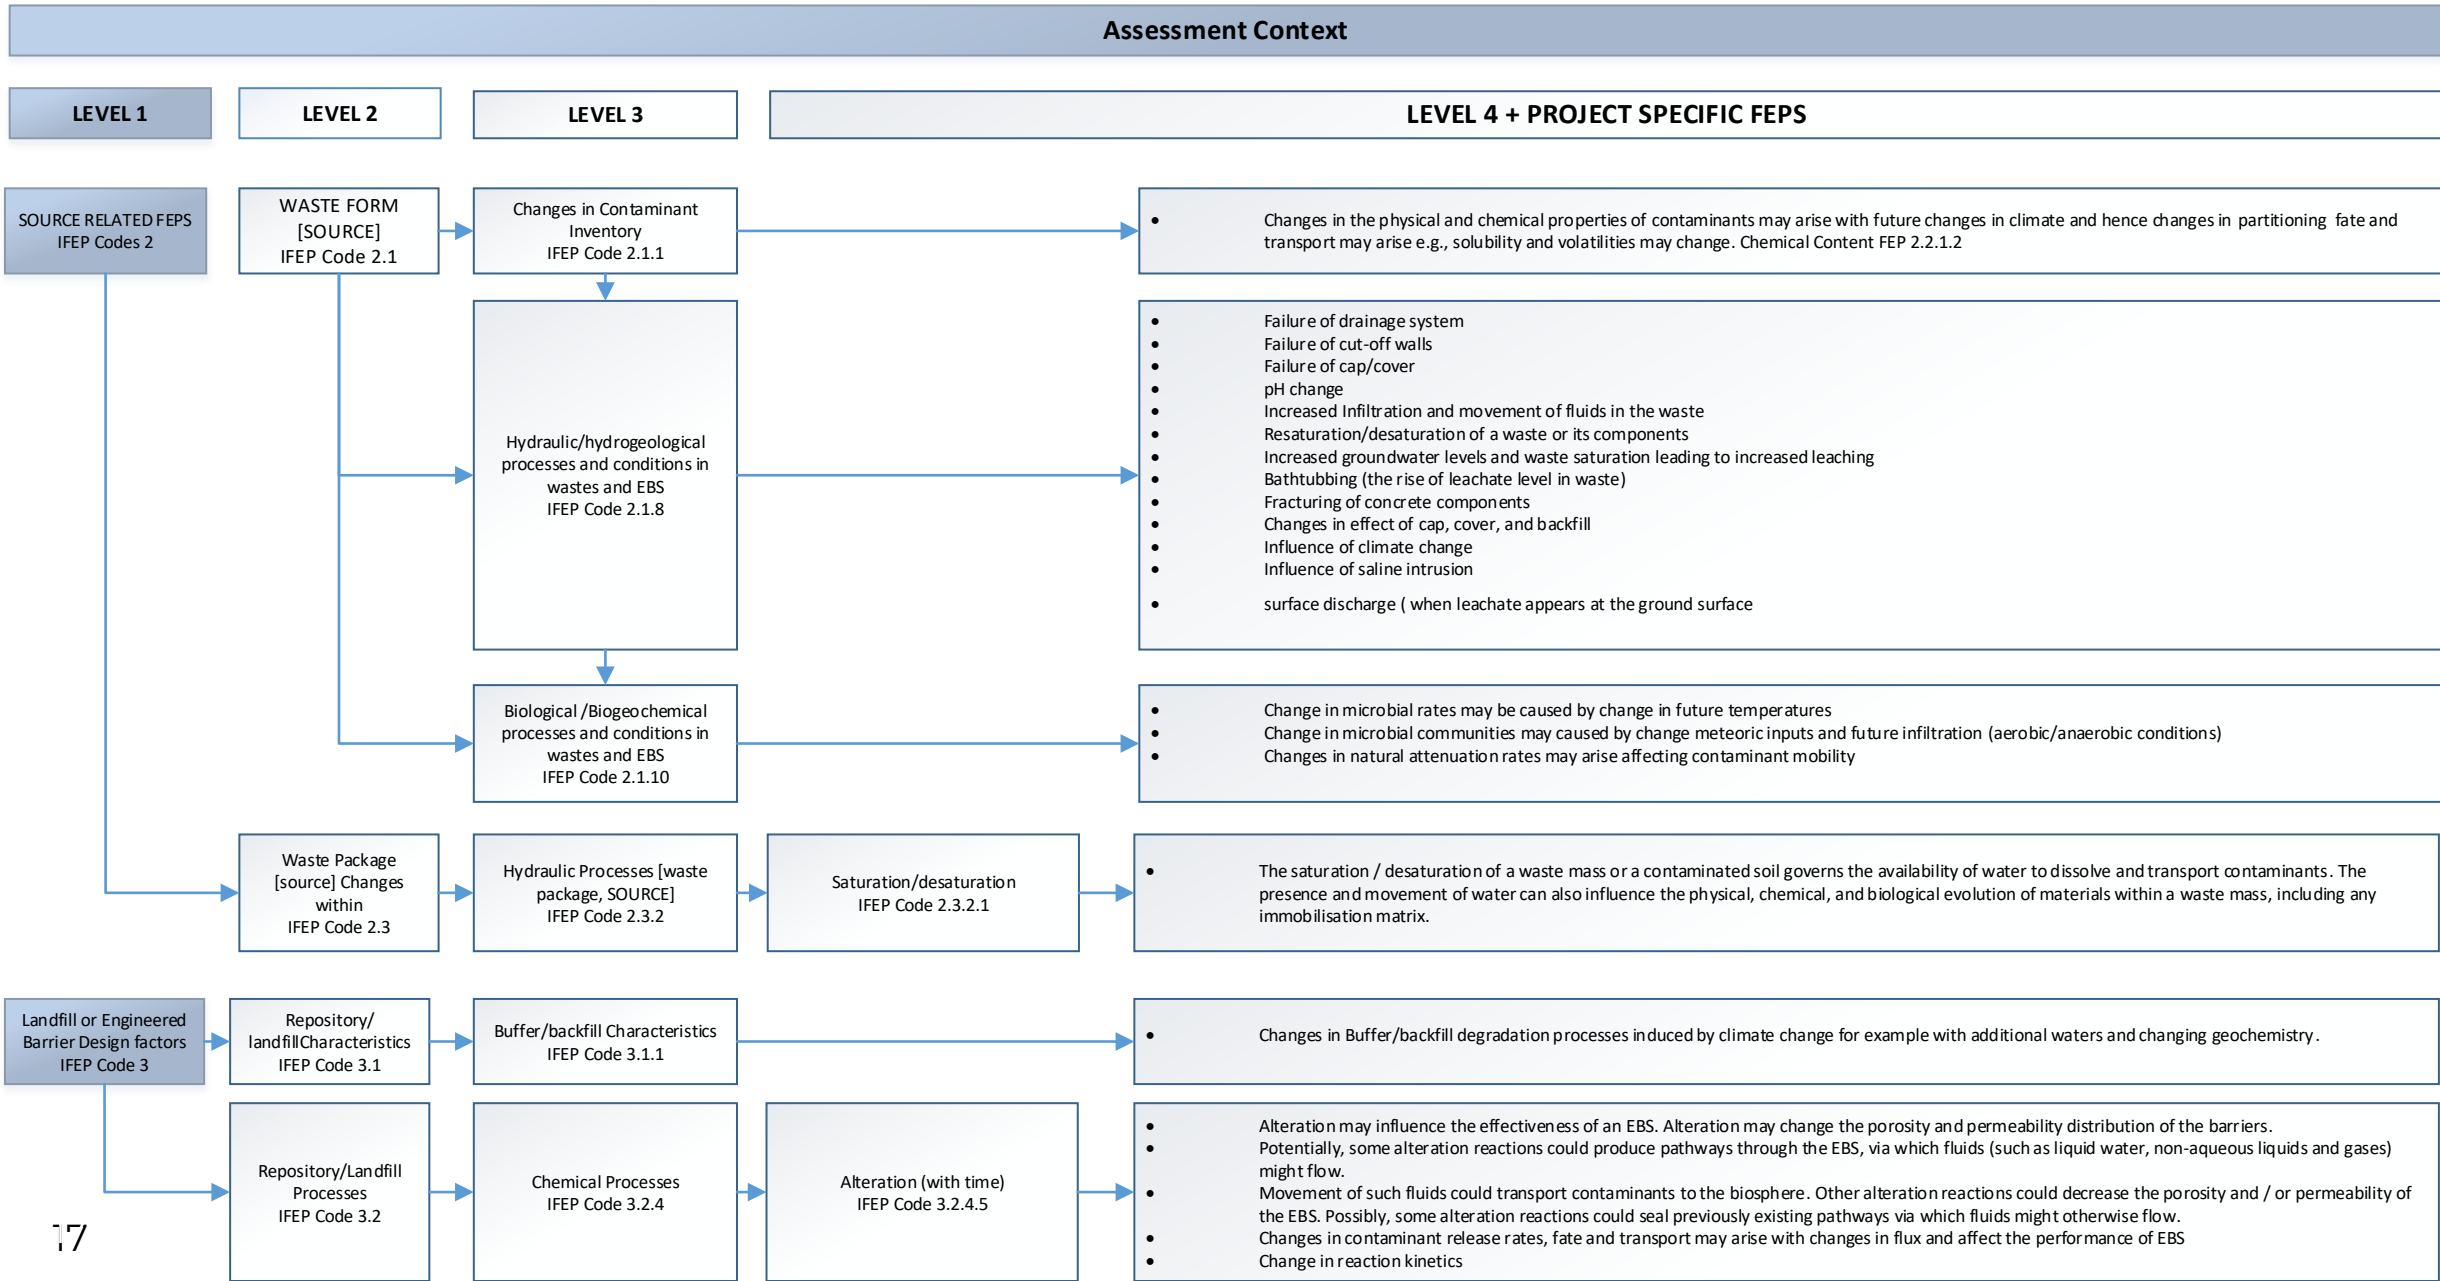 Assessment Context
LEVEL 1
LEVEL 2
LEVEL 3
LEVEL 4 + PROJECT SPECIFIC FEPS
SOURCE RELATED FEPS
IFEP Codes 2
WASTE FORM
[SOURCE]
IFEP Code 2.1
Changes in Contaminant
Inventory
IFEP Code 2.1.1
• Changes in the physical and chemical properties of contaminants may arise with future changes in climate and hence changes in partitioning fate and
transport may arise e.g., solubility and volatilities may change. Chemical Content FEP 2.2.1.2
Hydraulic/hydrogeological
processes and conditions in
wastes and EBS
IFEP Code 2.1.8
• Failure of drainage system
• Failure of cut-off walls
• Failure of cap/cover
• pH change
• Increased Infiltration and movement of fluids in the waste
• Resaturation/desaturation of a waste or its components
• Increased groundwater levels and waste saturation leading to increased leaching
• Bathtubbing (the rise of leachate level in waste)
• Fracturing of concrete components
• Changes in effect of cap, cover, and backfill
• Influence of climate change
• Influence of saline intrusion
• surface discharge ( when leachate appears at the ground surface
Biological /Biogeochemical
processes and conditions in
wastes and EBS
IFEP Code 2.1.10
• Change in microbial rates may be caused by change in future temperatures
• Change in microbial communities may caused by change meteoric inputs and future infiltration (aerobic/anaerobic conditions)
• Changes in natural attenuation rates may arise affecting contaminant mobility
Waste Package
[source] Changes
within
IFEP Code 2.3
Hydraulic Processes [waste
package, SOURCE]
IFEP Code 2.3.2
Saturation/desaturation
IFEP Code 2.3.2.1
• The saturation / desaturation of a waste mass or a contaminated soil governs the availability of water to dissolve and transport contaminants. The
presence and movement of water can also influence the physical, chemical, and biological evolution of materials within a waste mass, including any
immobilisation matrix.
Landfill or Engineered
Barrier Design factors
IFEP Code 3
Repository/
landfillCharacteristics
IFEP Code 3.1
Buffer/backfill Characteristics
IFEP Code 3.1.1
• Changes in Buffer/backfill degradation processes induced by climate change for example with additional waters and changing geochemistry.
Repository/Landfill
Processes
IFEP Code 3.2
Chemical Processes
IFEP Code 3.2.4
Alteration (with time)
IFEP Code 3.2.4.5
• Alteration may influence the effectiveness of an EBS. Alteration may change the porosity and permeability distribution of the barriers.
• Potentially, some alteration reactions could produce pathways through the EBS, via which fluids (such as liquid water, non-aqueous liquids and gases)
might flow.
• Movement of such fluids could transport contaminants to the biosphere. Other alteration reactions could decrease the porosity and / or permeability of
the EBS. Possibly, some alteration reactions could seal previously existing pathways via which fluids might otherwise flow.
• Changes in contaminant release rates, fate and transport may arise with changes in flux and affect the performance of EBS
• Change in reaction kinetics
17